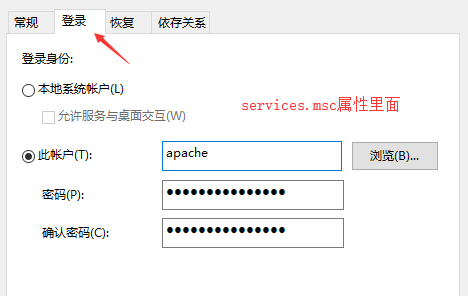 常规 登录 恢复 依存关系
登录身份:
本地系统帐户(L)
允许服务与桌面交互(W)
services.msc属性里面
此帐户(T): apache 浏览(B)...
密码(P): ●●●●●●●●●●●●●●●
确认密码(C): ●●●●●●●●●●●●●●●